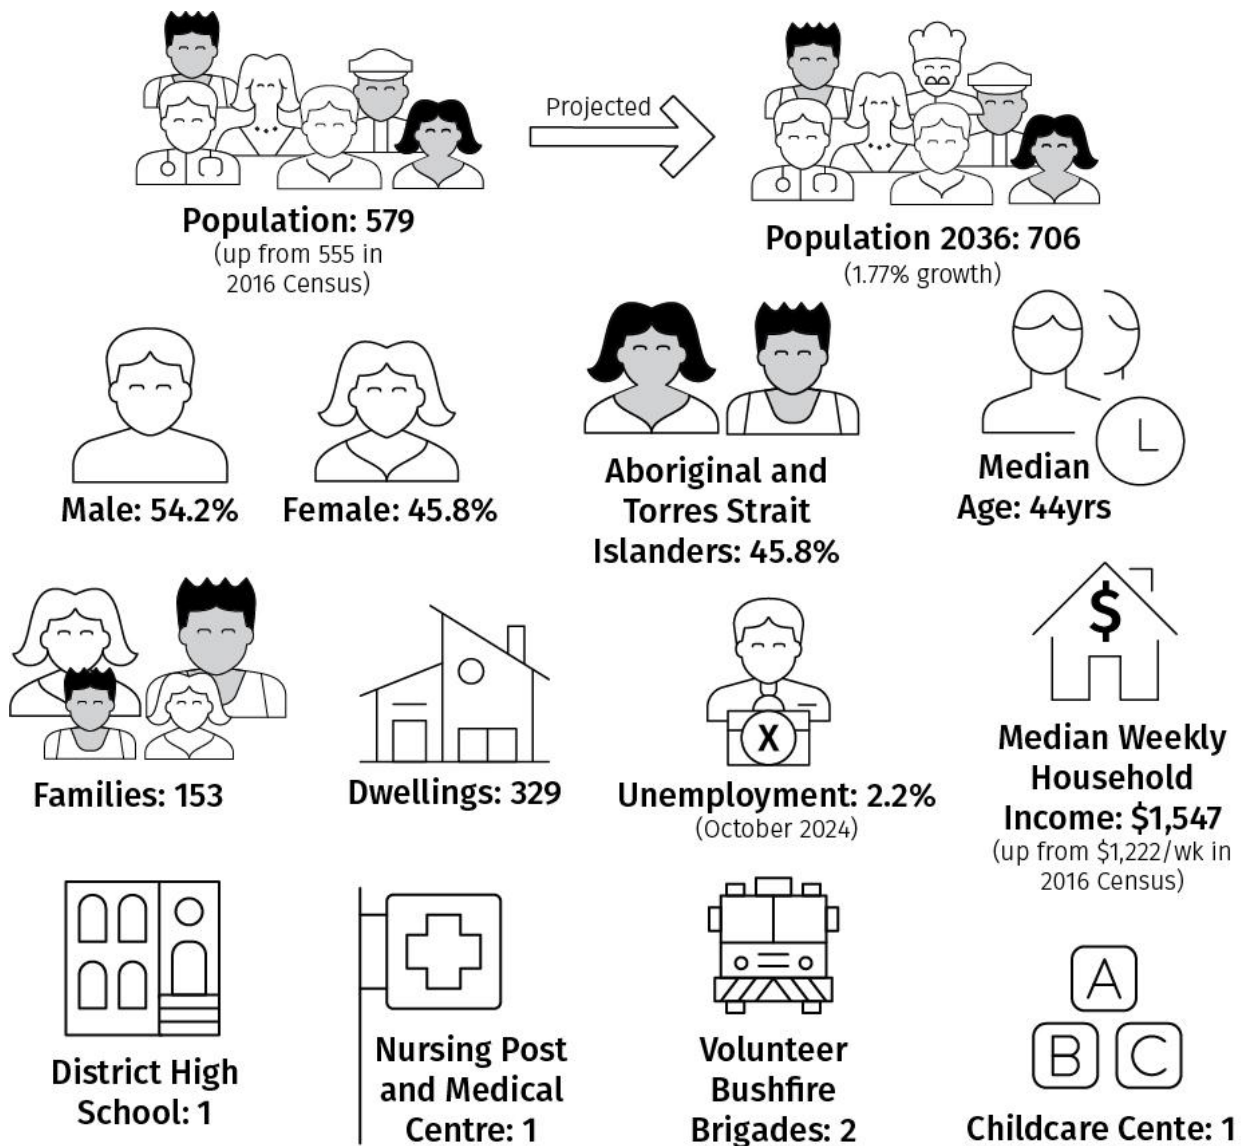 Projected
Population: 579
(up from 555 in
2016 Census)
Population 2036: 706
(1.77% growth)
Male: 54.2%
Female: 45.8%
Aboriginal and
Torres Strait
Islanders: 45.8%
Median
Age: 44yrs
Families: 153
Dwellings: 329
X
Unemployment: 2.2%
(October 2024)
$
Median Weekly
Household
Income: $1,547
(up from $1,222/wk in
2016 Census)
District High
School: 1
Nursing Post
and Medical
Centre: 1
Volunteer
Bushfire
Brigades: 2
A
B C
Childcare Cente: 1